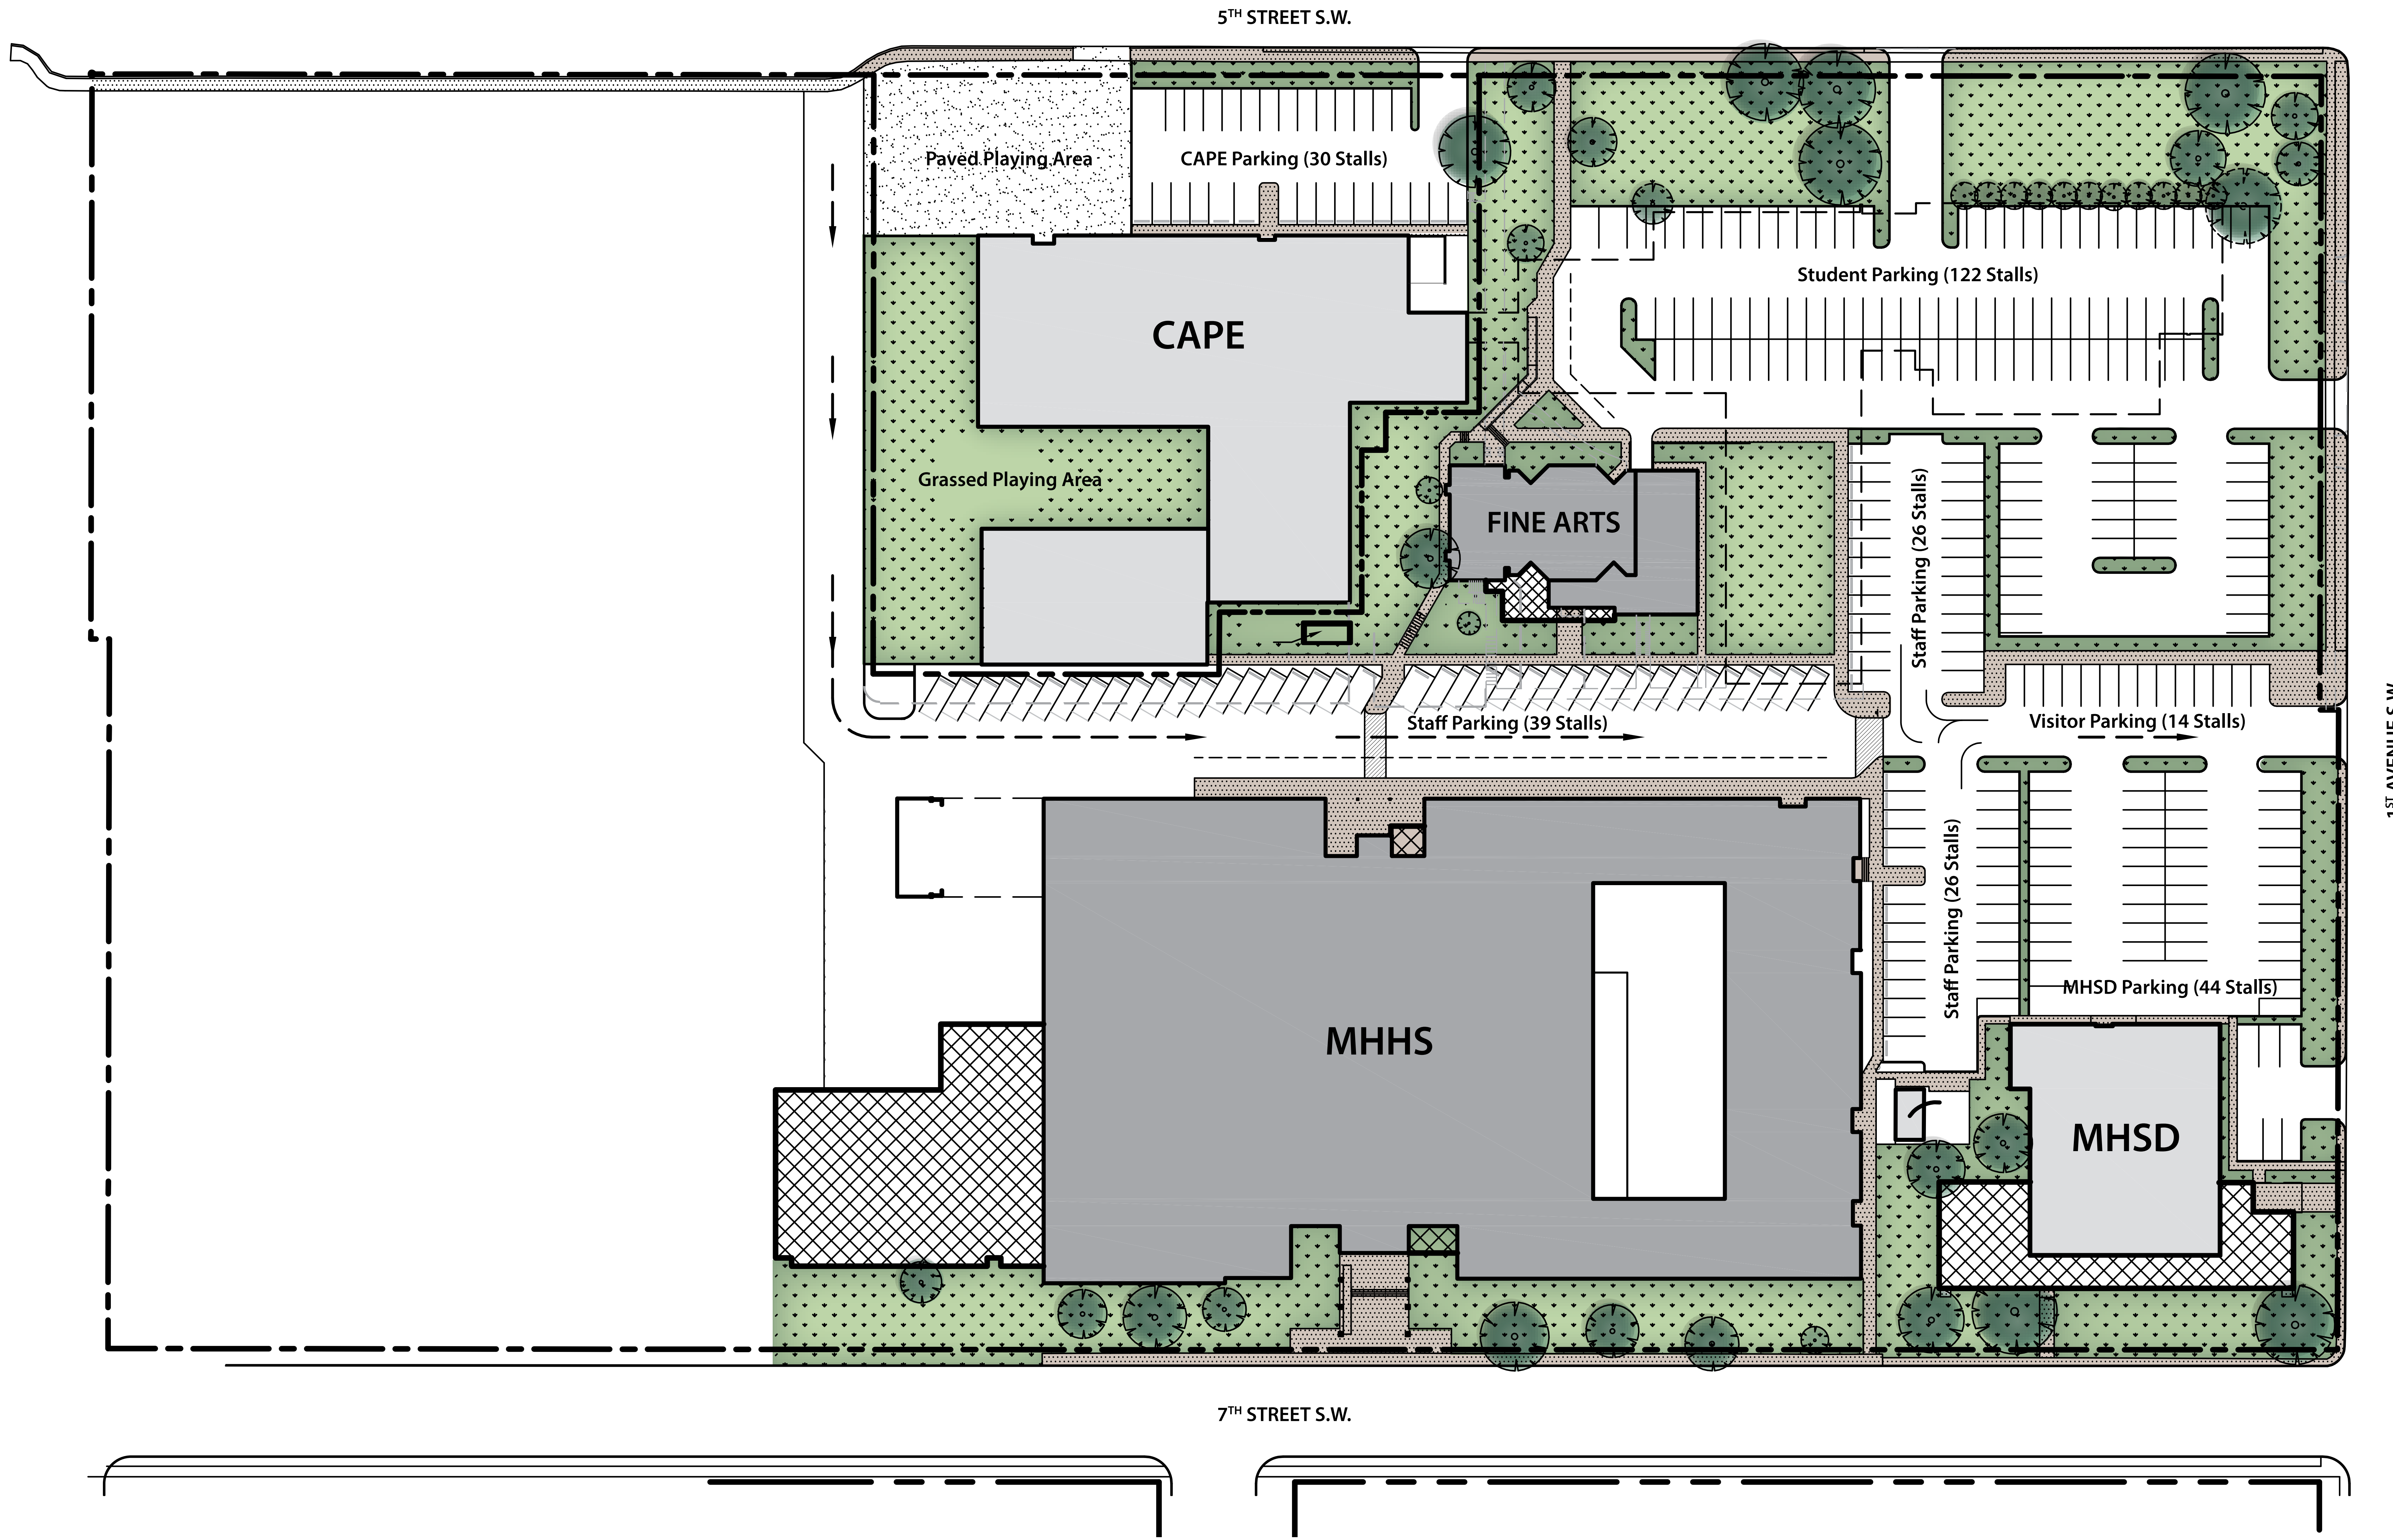 5TH STREET S.W.
Paved Playing Area
CAPE Parking (30 Stalls)
Student Parking (122 Stalls)
CAPE
Grassed Playing Area
FINE ARTS
Staff Parking (26 Stalls)
Staff Parking (39 Stalls)
Visitor Parking (14 Stalls)
1ST AVENUE S.W.
Staff Parking (26 Stalls)
MHSD Parking (44 Stalls)
MHHS
MHSD
7TH STREET S.W.